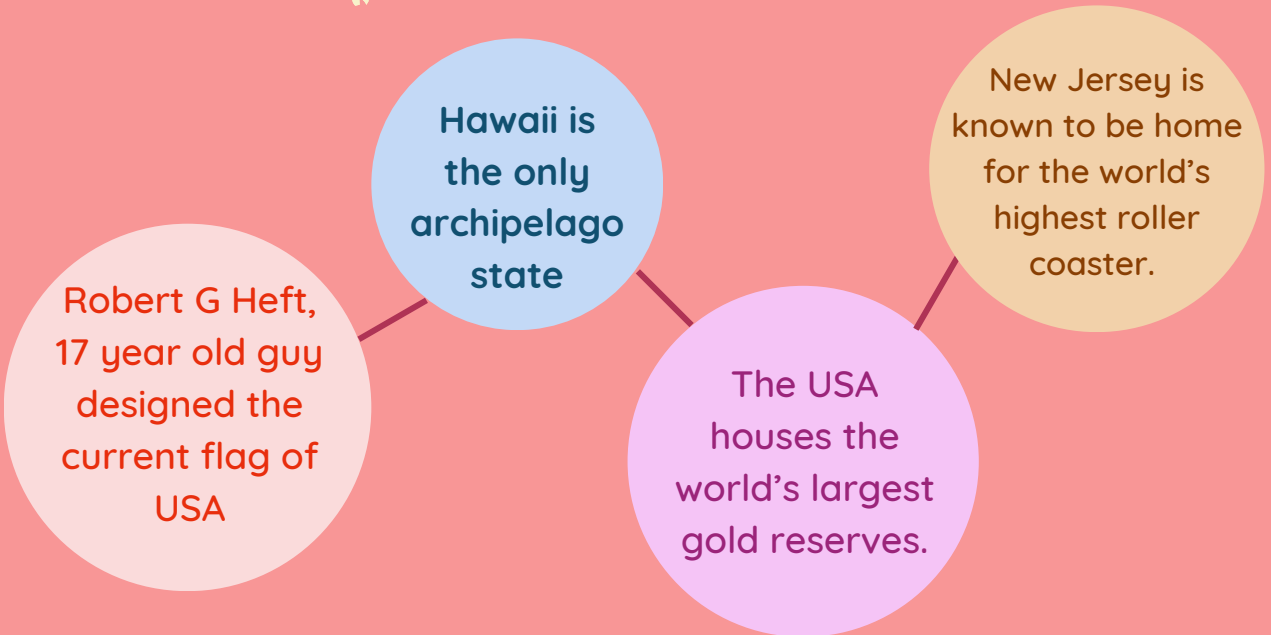 Robert G Heft,
17 year old guy
designed the
current flag of
USA
Hawaii is
the only
archipelago
state
The USA
houses the
world’s largest
gold reserves.
New Jersey is
known to be home
for the world’s
highest roller
coaster.